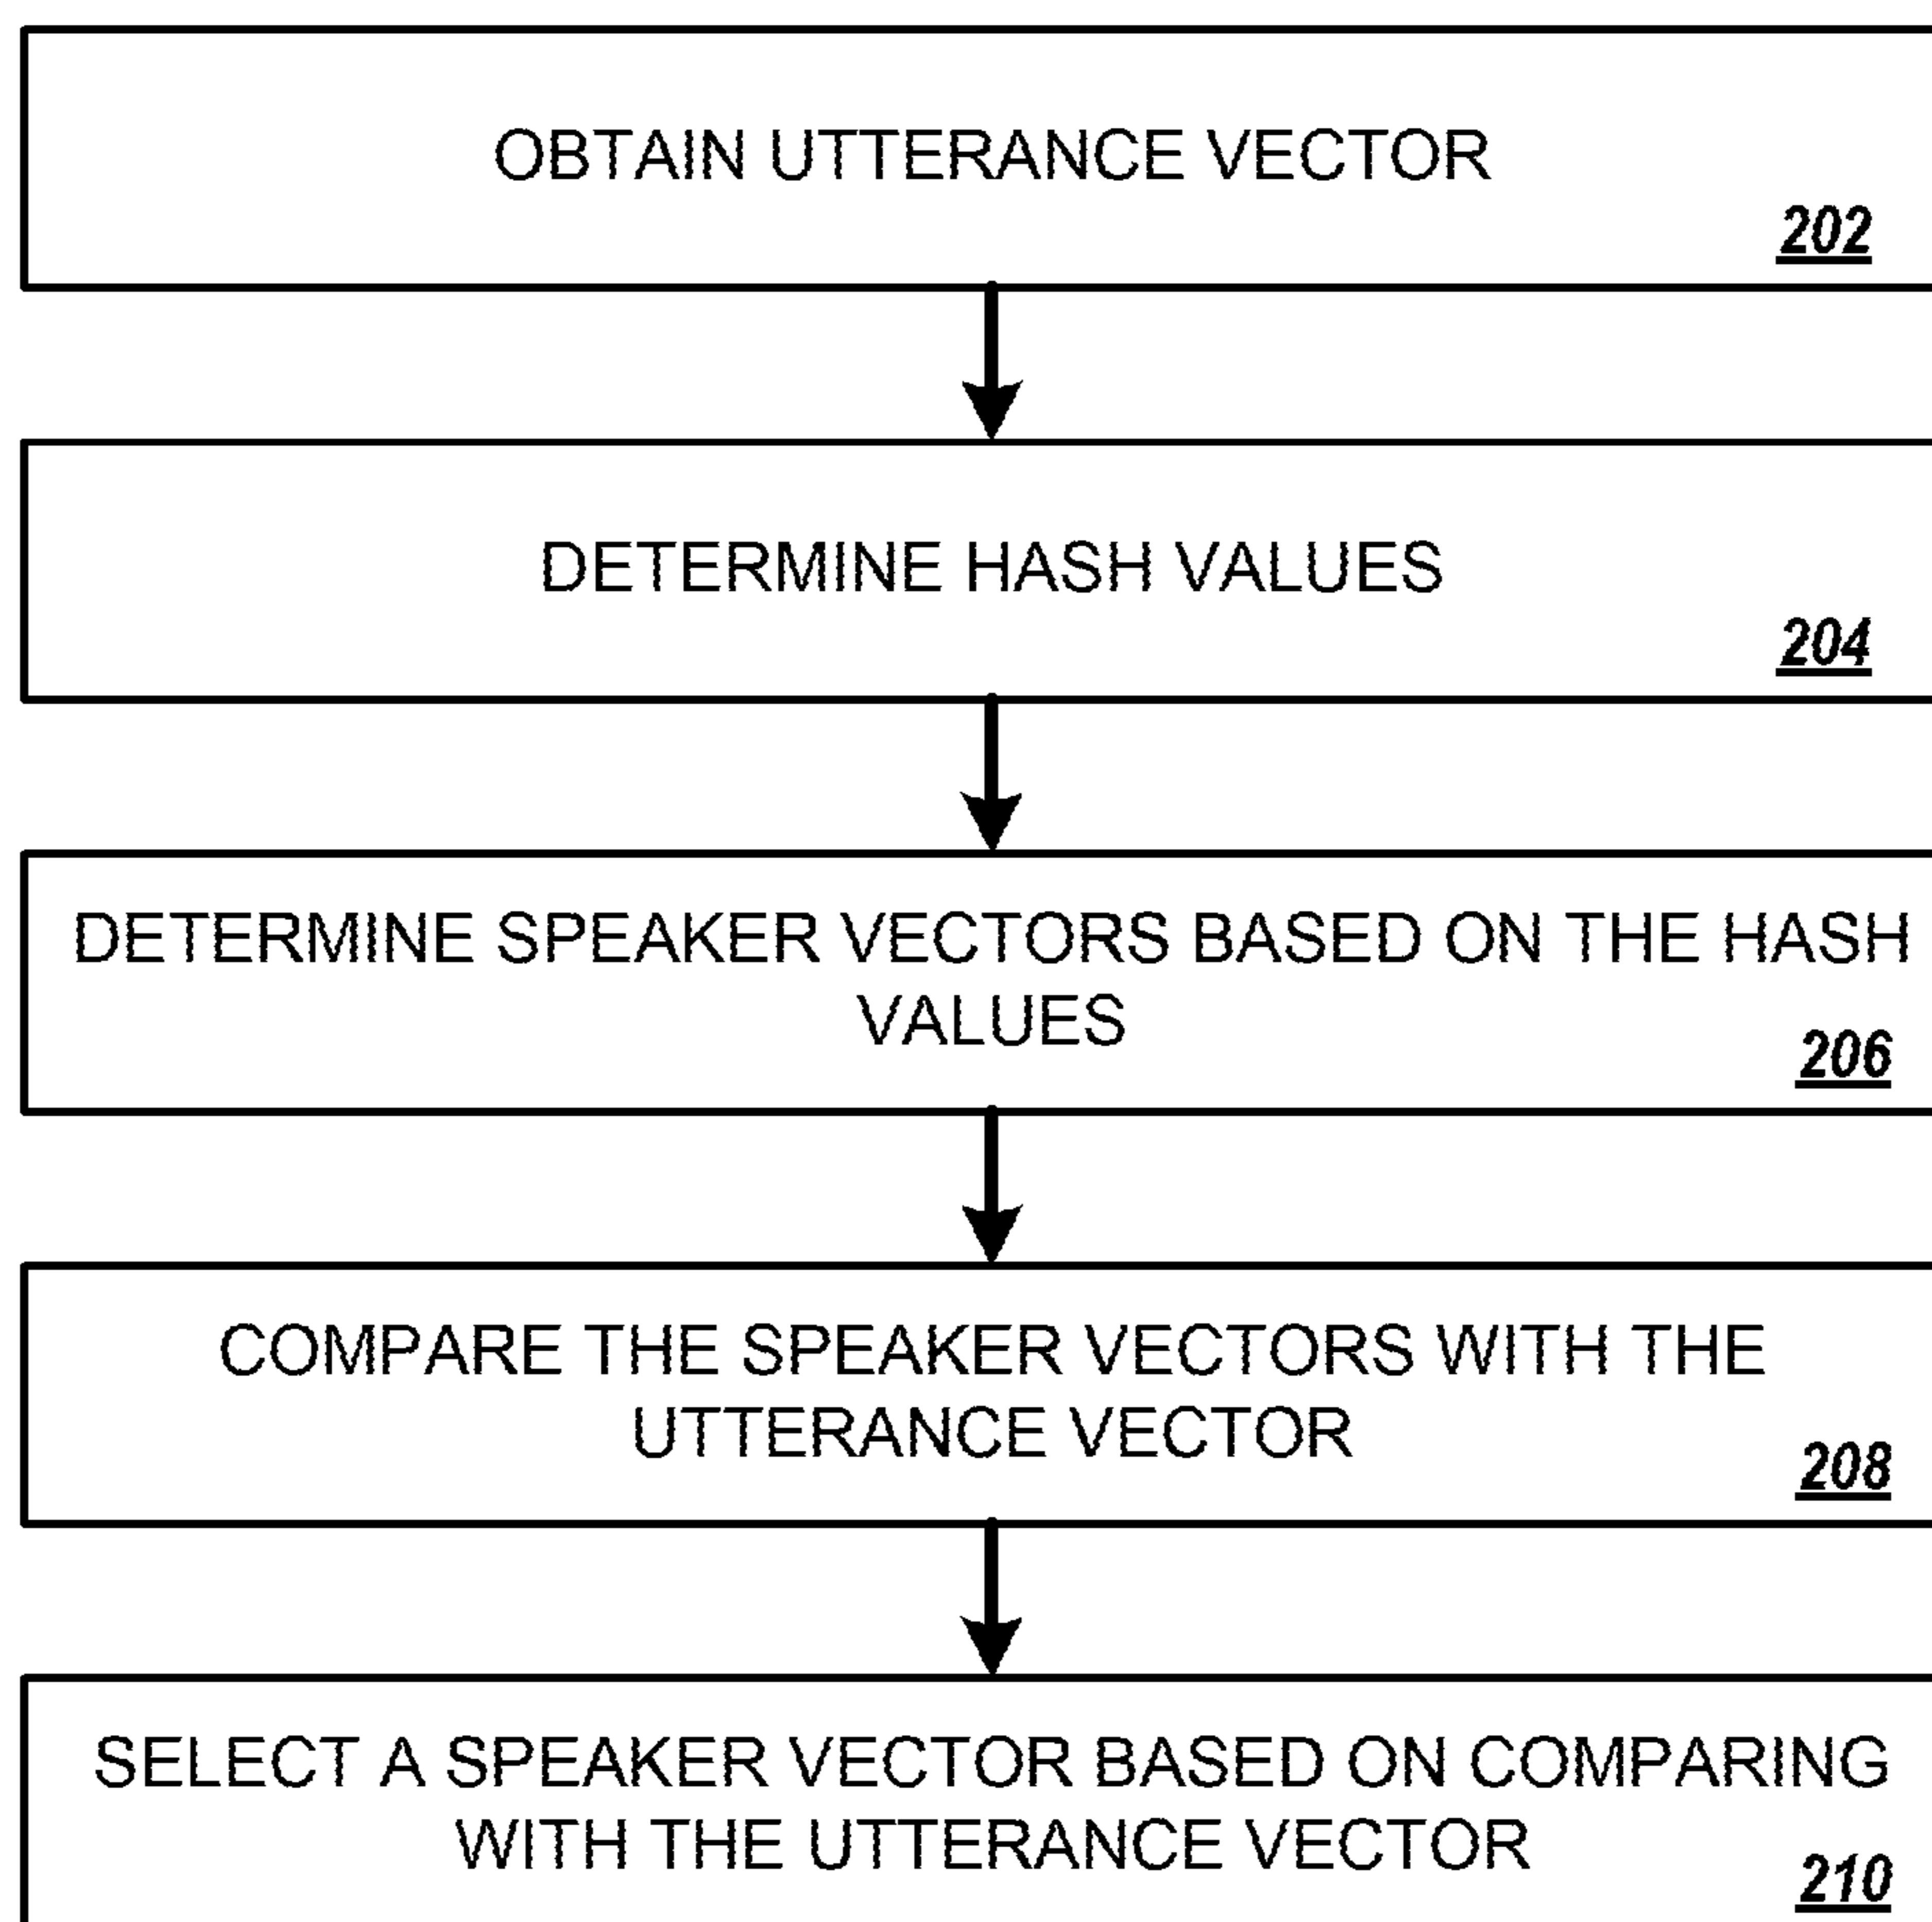 OBTAIN UTTERANCE VECTOR
202
DETERMINE HASH VALUES
204
DETERMINE SPEAKER VECTORS BASED ON THE HASH
VALUES
206
COMPARE THE SPEAKER VECTORS WITH THE
UTTERANCE VECTOR
208
SELECT A SPEAKER VECTOR BASED ON COMPARING
WITH THE UTTERANCE VECTOR
210